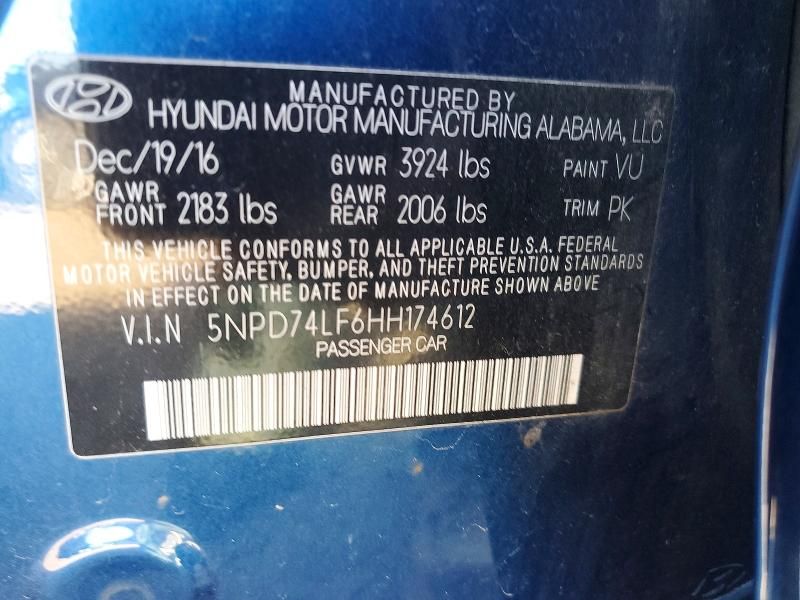 MANUFACTURED BY
HYUNDAI MOTOR MANUFACTURING ALABAMA, LLC
Dec/19/16 GVWR 3924 lbs PAINT VU
GAWR FRONT 2183 lbs GAWR REAR 2006 lbs TRIM PK
THIS VEHICLE CONFORMS TO ALL APPLICABLE U.S.A. FEDERAL
MOTOR VEHICLE SAFETY, BUMPER, AND THEFT PREVENTION STANDARDS
IN EFFECT ON THE DATE OF MANUFACTURE SHOWN ABOVE
V.I.N 5NPD74LF6HH174612
PASSENGER CAR